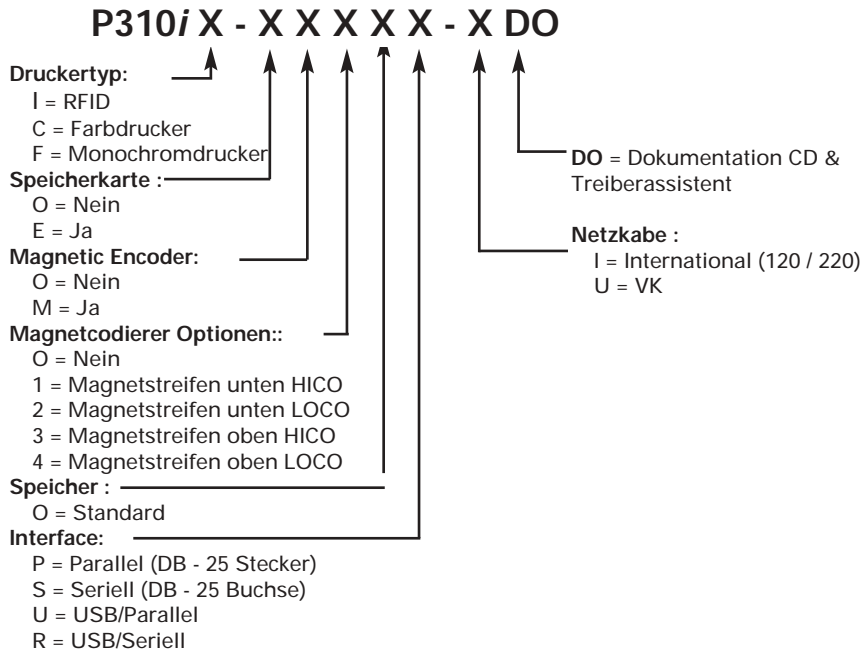 P310i X - X X X X X - X DO
Druckertyp:
I = RFID
C = Farbdrucker
F = Monochromdrucker
Speicherkarte :
O = Nein
E = Ja
Magnetic Encoder:
O = Nein
M = Ja
Magnetcodierer Optionen::
O = Nein
1 = Magnetstreifen unten HICO
2 = Magnetstreifen unten LOCO
3 = Magnetstreifen oben HICO
4 = Magnetstreifen oben LOCO
Speicher :
O = Standard
Interface:
P = Parallel (DB - 25 Stecker)
S = Seriell (DB - 25 Buchse)
U = USB/Parallel
R = USB/Seriell
DO = Dokumentation CD &
Treiberassistent
Netzkabe :
I = International (120 / 220)
U = VK